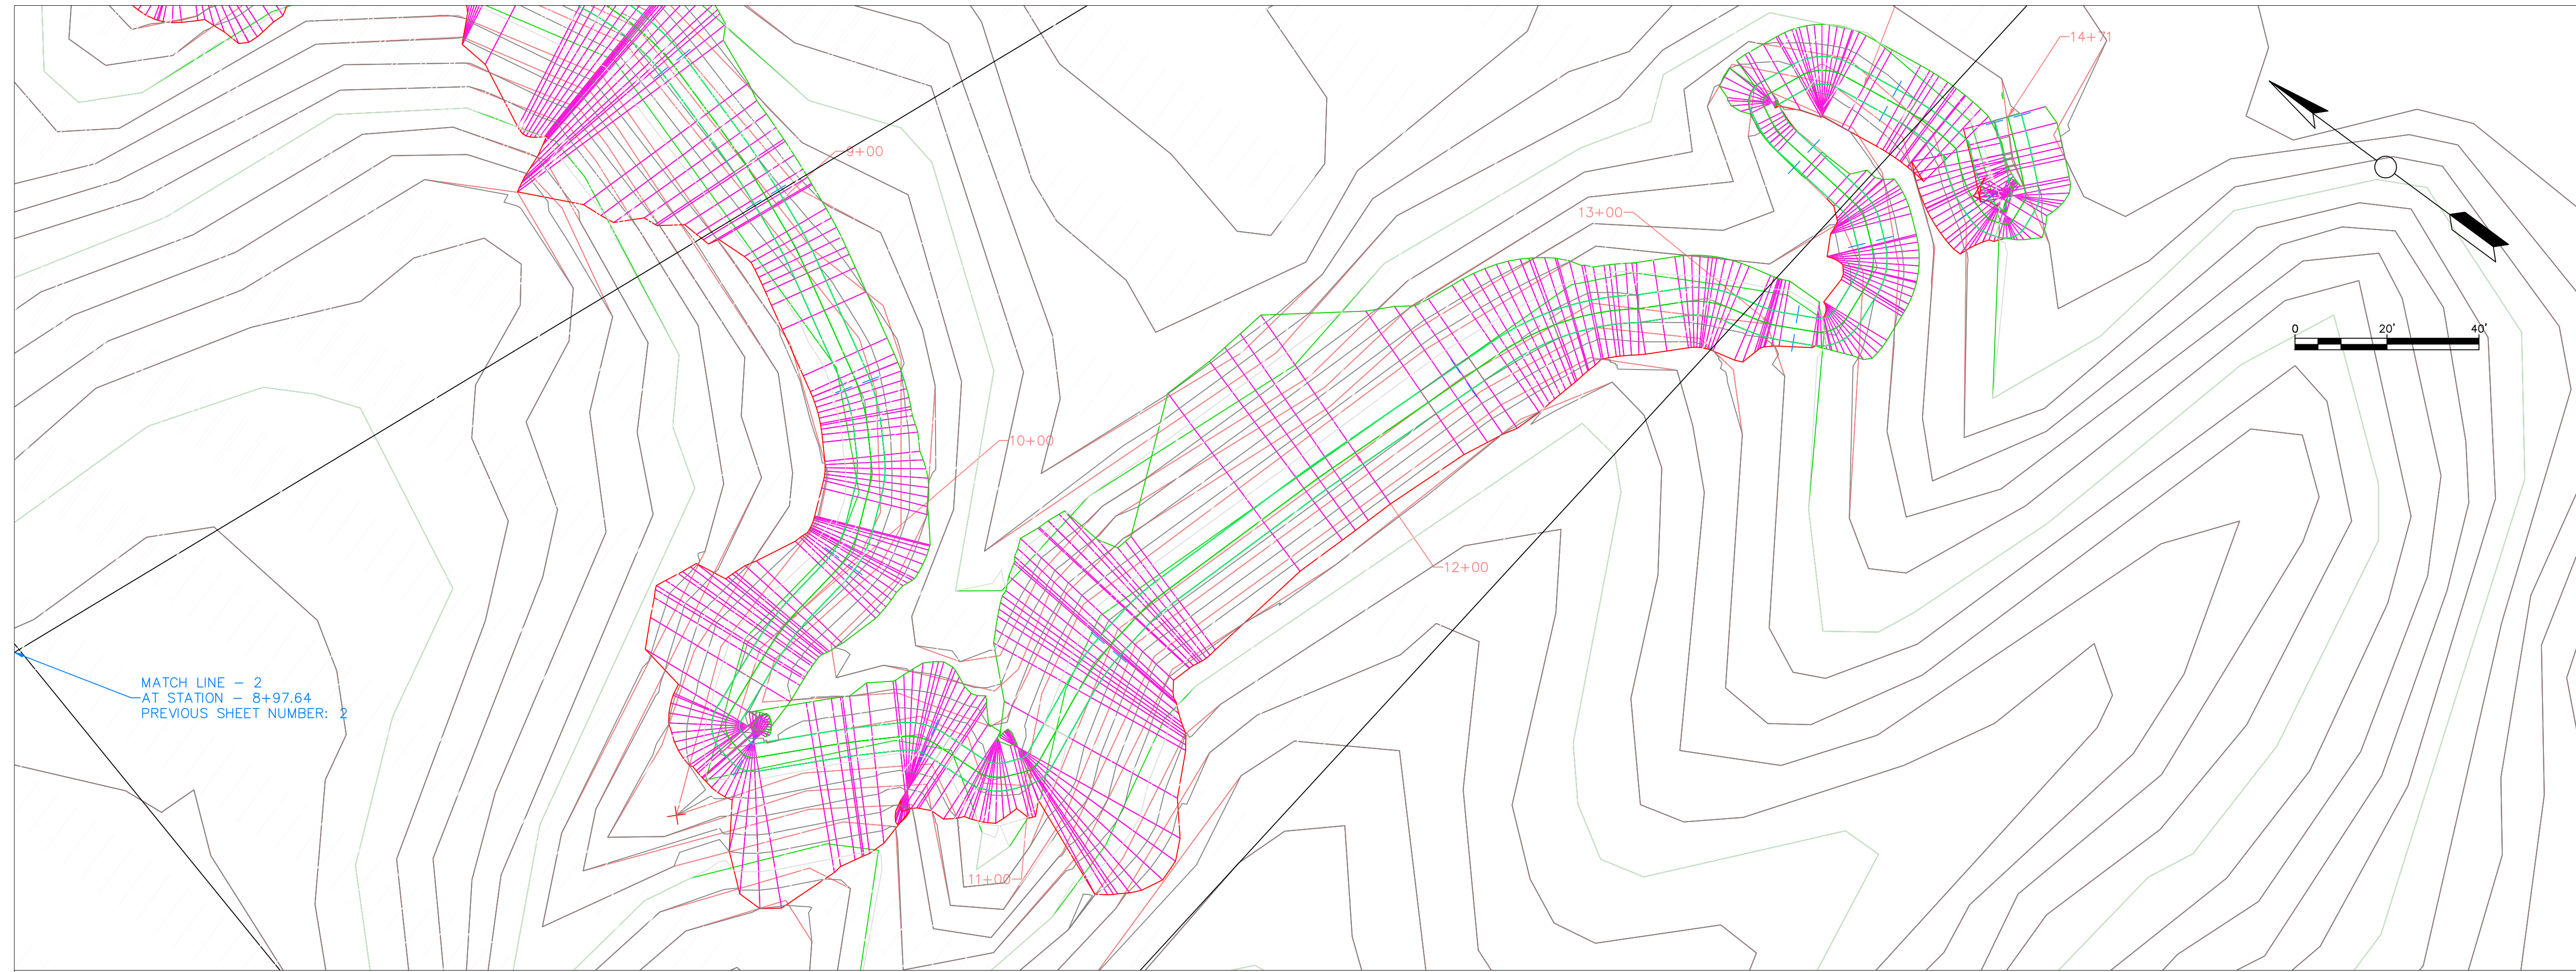 14+71
9+00
13+00
0 20' 40'
10+00
12+00
MATCH LINE - 2
AT STATION - 8+97.64
PREVIOUS SHEET NUMBER: 2
11+00